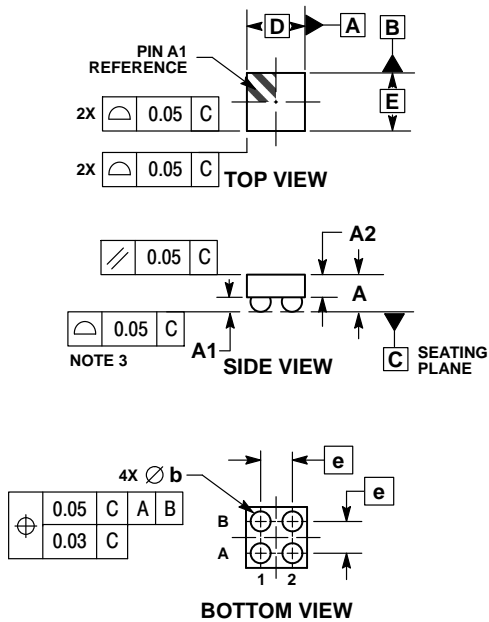 D
A
B
PIN A1
REFERENCE
E
2X ⌓ 0.05 C
2X ⌓ 0.05 C
TOP VIEW
A2
⫽ 0.05 C
A
⌓ 0.05 C
NOTE 3
A1
SIDE VIEW
C
SEATING
PLANE
4X ∅ b
e
e
⌖ 0.05 C A B
0.03 C
B
A
1 2
BOTTOM VIEW